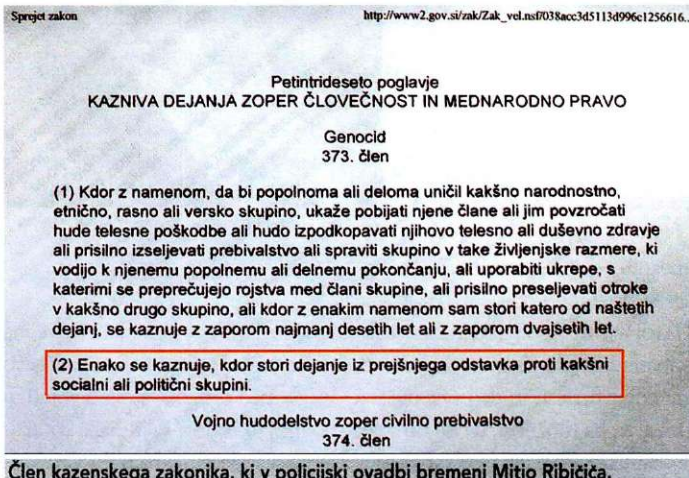 Sprejet zakon
http://www2.gov.si/zak/Zak_vel.nsf/038acc3d5113d996c1256616...
Petintrideseto poglavje
KAZNIVA DEJANJA ZOPER ČLOVEČNOST IN MEDNARODNO PRAVO
Genocid
373. člen
(1) Kdor z namenom, da bi popolnoma ali deloma uničil kakšno narodnostno,
etnično, rasno ali versko skupino, ukaže pobijati njene člane ali jim povzročati
hude telesne poškodbe ali hudo izpodkopavati njihovo telesno ali duševno zdravje
ali prisilno izseljevati prebivalstvo ali spraviti skupino v take življenjske razmere, ki
vodijo k njenemu popolnemu ali delnemu pokončanju, ali uporabiti ukrepe, s
katerimi se preprečujejo rojstva med člani skupine, ali prisilno preseljevati otroke
v kakšno drugo skupino, ali kdor z enakim namenom sam stori katero od naštetih
dejanj, se kaznuje z zaporom najmanj desetih let ali z zaporom dvajsetih let.
(2) Enako se kaznuje, kdor stori dejanje iz prejšnjega odstavka proti kakšni
socialni ali politični skupini.
Vojno hudodelstvo zoper civilno prebivalstvo
374. člen
Člen kazenskega zakonika, ki v policijski ovadbi bremeni Mitjo Ribičiča.